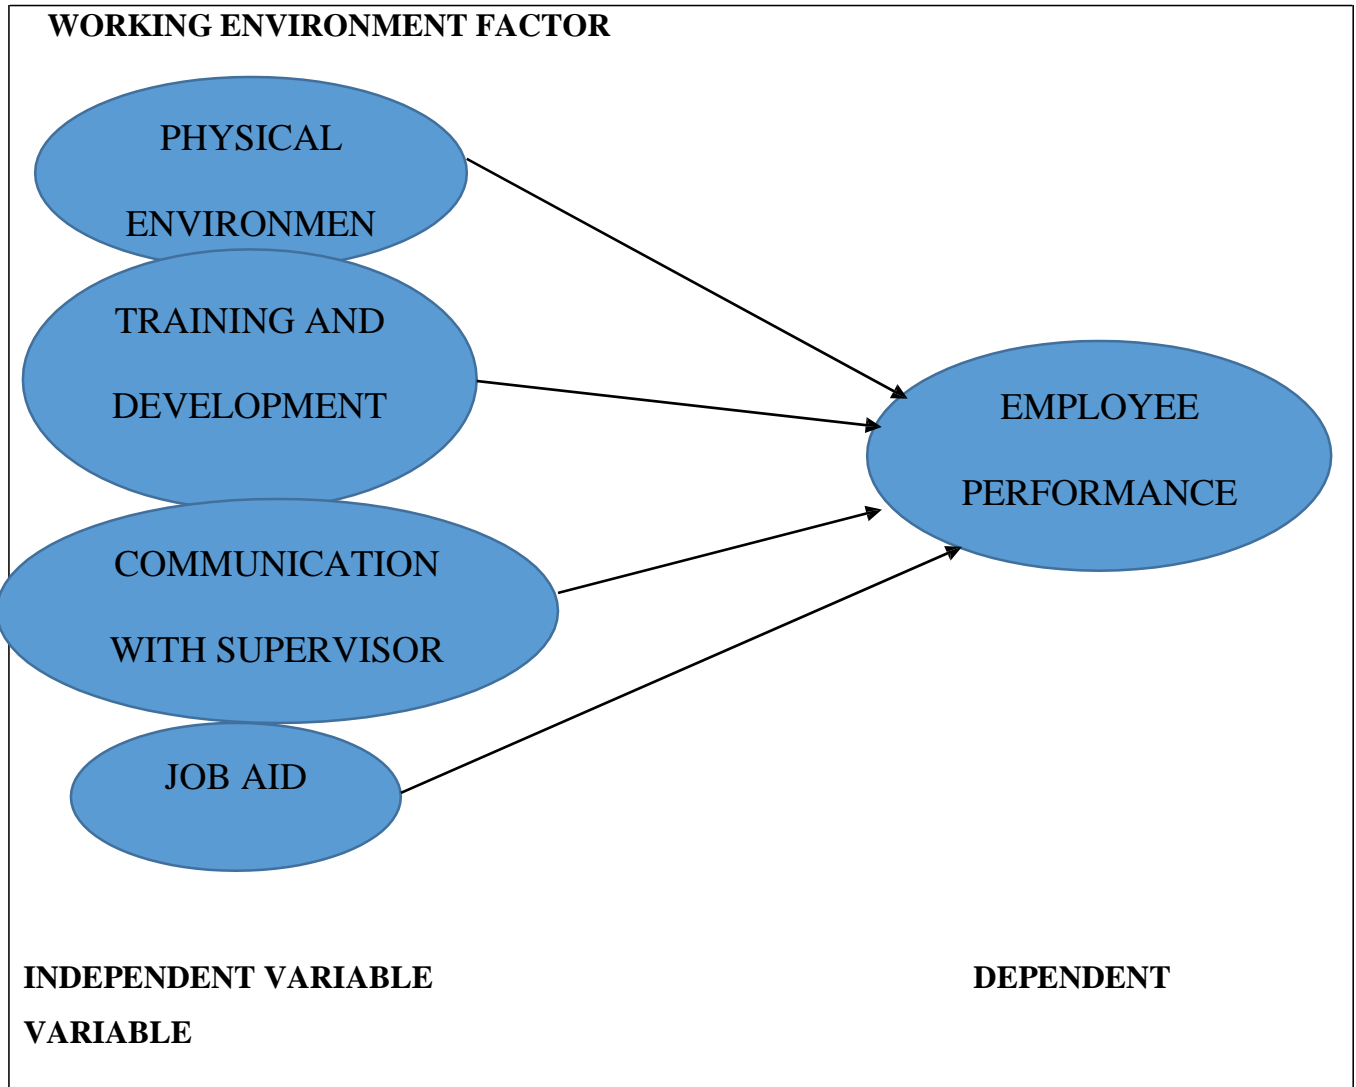 WORKING ENVIRONMENT FACTOR
PHYSICAL
ENVIRONMEN
TRAINING AND
DEVELOPMENT
EMPLOYEE
PERFORMANCE
COMMUNICATION
WITH SUPERVISOR
JOB AID
INDEPENDENT VARIABLE DEPENDENT
VARIABLE